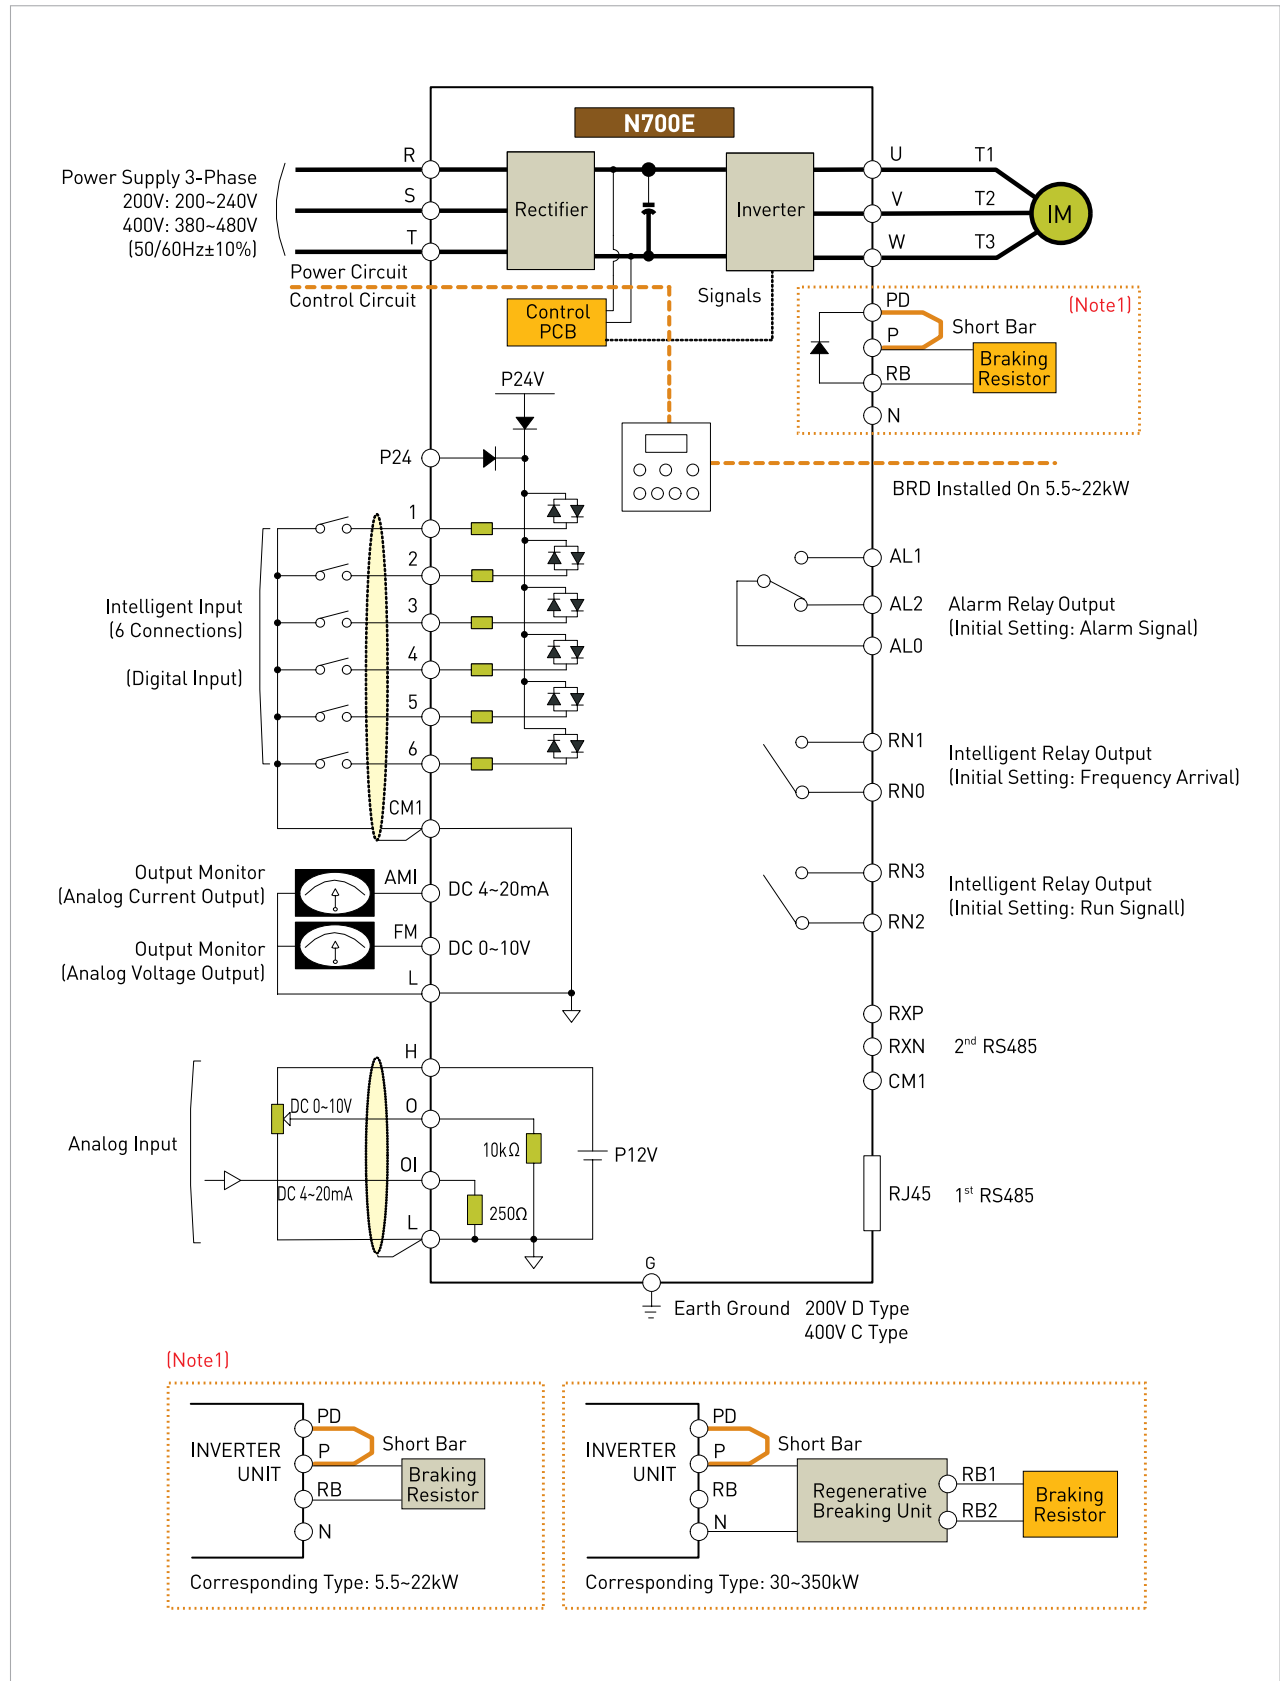 N700E
R
U
T1
Power Supply 3-Phase
200V: 200~240V
400V: 380~480V
(50/60Hz±10%)
S
Rectifier
Inverter
V
T2
IM
T
W
T3
Power Circuit
Control Circuit
Signals
Control
PCB
PD
(Note1)
P
Short Bar
Braking
Resistor
RB
N
P24V
P24
BRD Installed On 5.5~22kW
1
2
3
4
5
6
CM1
Intelligent Input
(6 Connections)
(Digital Input)
AL1
AL2
AL0
Alarm Relay Output
(Initial Setting: Alarm Signal)
RN1
RN0
Intelligent Relay Output
(Initial Setting: Frequency Arrival)
Output Monitor
(Analog Current Output)
AMI
DC 4~20mA
Output Monitor
(Analog Voltage Output)
FM
DC 0~10V
L
RN3
RN2
Intelligent Relay Output
(Initial Setting: Run Signall)
RXP
RXN
2nd RS485
CM1
H
DC 0~10V
O
10kΩ
P12V
Analog Input
OI
DC 4~20mA
250Ω
L
RJ45
1st RS485
G
Earth Ground
200V D Type
400V C Type
(Note1)
PD
INVERTER
UNIT
P
Short Bar
Braking
Resistor
RB
N
Corresponding Type: 5.5~22kW
PD
INVERTER
UNIT
P
Short Bar
RB
N
Regenerative
Breaking Unit
RB1
RB2
Braking
Resistor
Corresponding Type: 30~350kW